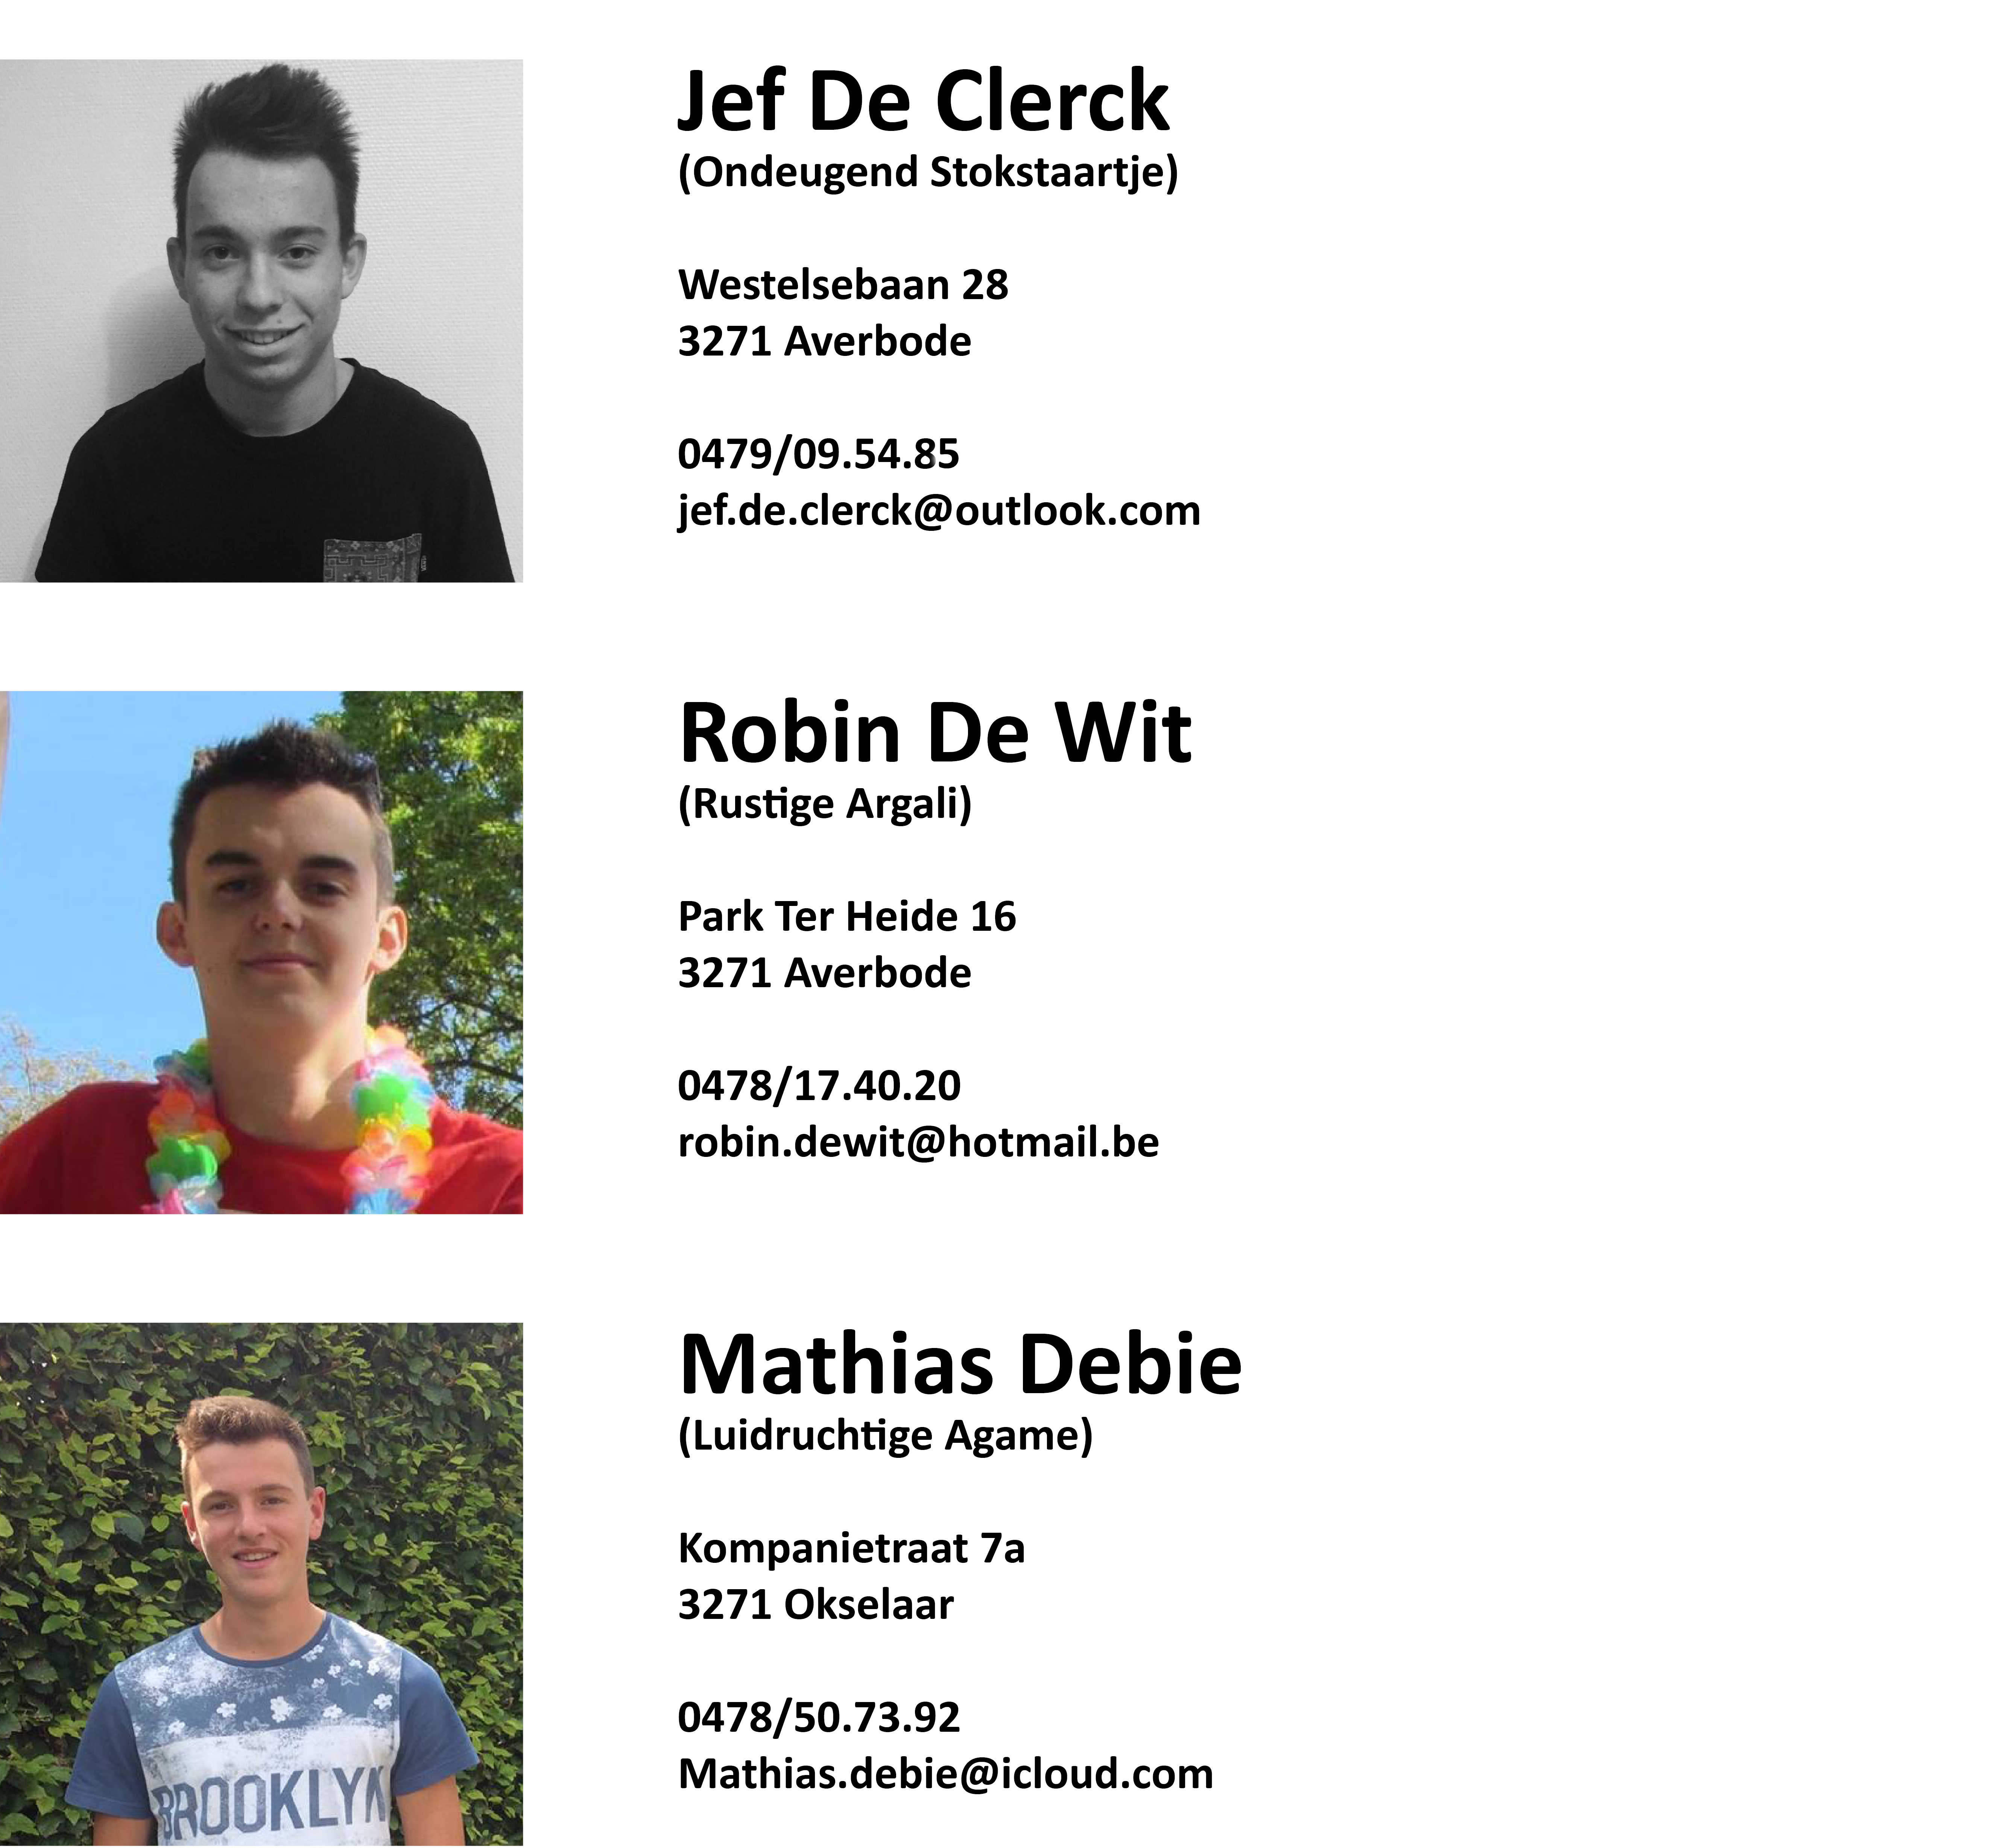 Jef De Clerck
(Ondeugend Stokstaartje)
Westelsebaan 28
3271 Averbode
0479/09.54.85
jef.de.clerck@outlook.com
Robin De Wit
(Rustige Argali)
Park Ter Heide 16
3271 Averbode
0478/17.40.20
robin.dewit@hotmail.be
Mathias Debie
(Luidruchtige Agame)
Kompanietraat 7a
3271 Okselaar
0478/50.73.92
Mathias.debie@icloud.com
BROOKLYN